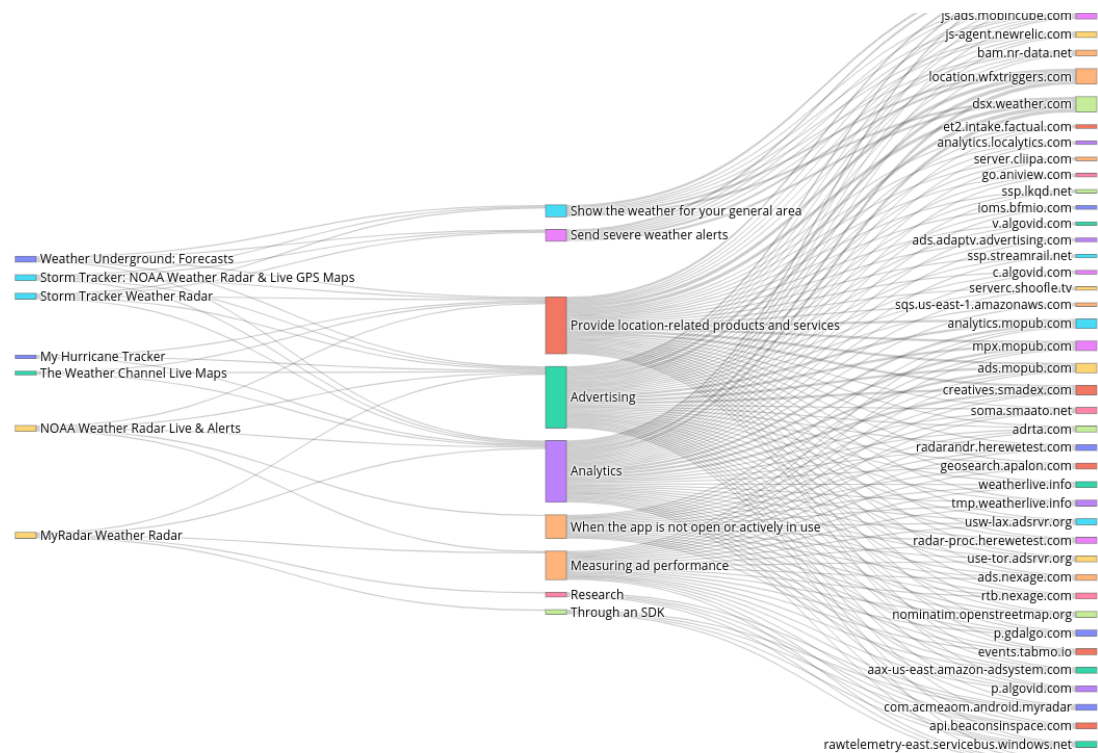 Weather Underground: Forecasts
Storm Tracker: NOAA Weather Radar & Live GPS Maps
Storm Tracker Weather Radar
My Hurricane Tracker
The Weather Channel Live Maps
NOAA Weather Radar Live & Alerts
MyRadar Weather Radar
Show the weather for your general area
Send severe weather alerts
Provide location-related products and services
Advertising
Analytics
When the app is not open or actively in use
Measuring ad performance
Research
Through an SDK
js.ads.mobincube.com
js-agent.newrelic.com
bam.nr-data.net
location.wfxtriggers.com
dsx.weather.com
et2.intake.factual.com
analytics.localytics.com
server.cliipa.com
go.aniview.com
ssp.lkqd.net
ioms.bfmio.com
v.algovid.com
ads.adaptv.advertising.com
ssp.streamrail.net
c.algovid.com
serverc.shoofle.tv
sqs.us-east-1.amazonaws.com
analytics.mopub.com
mpx.mopub.com
ads.mopub.com
creatives.smadex.com
soma.smaato.net
adrta.com
radarandr.herewetest.com
geosearch.apalon.com
weatherlive.info
tmp.weatherlive.info
usw-lax.adsrvr.org
radar-proc.herewetest.com
use-tor.adsrvr.org
ads.nexage.com
rtb.nexage.com
nominatim.openstreetmap.org
p.gdalgo.com
events.tabmo.io
aax-us-east.amazon-adsystem.com
p.algovid.com
com.acmeaom.android.myradar
api.beaconsinspace.com
rawtelemetry-east.servicebus.windows.net